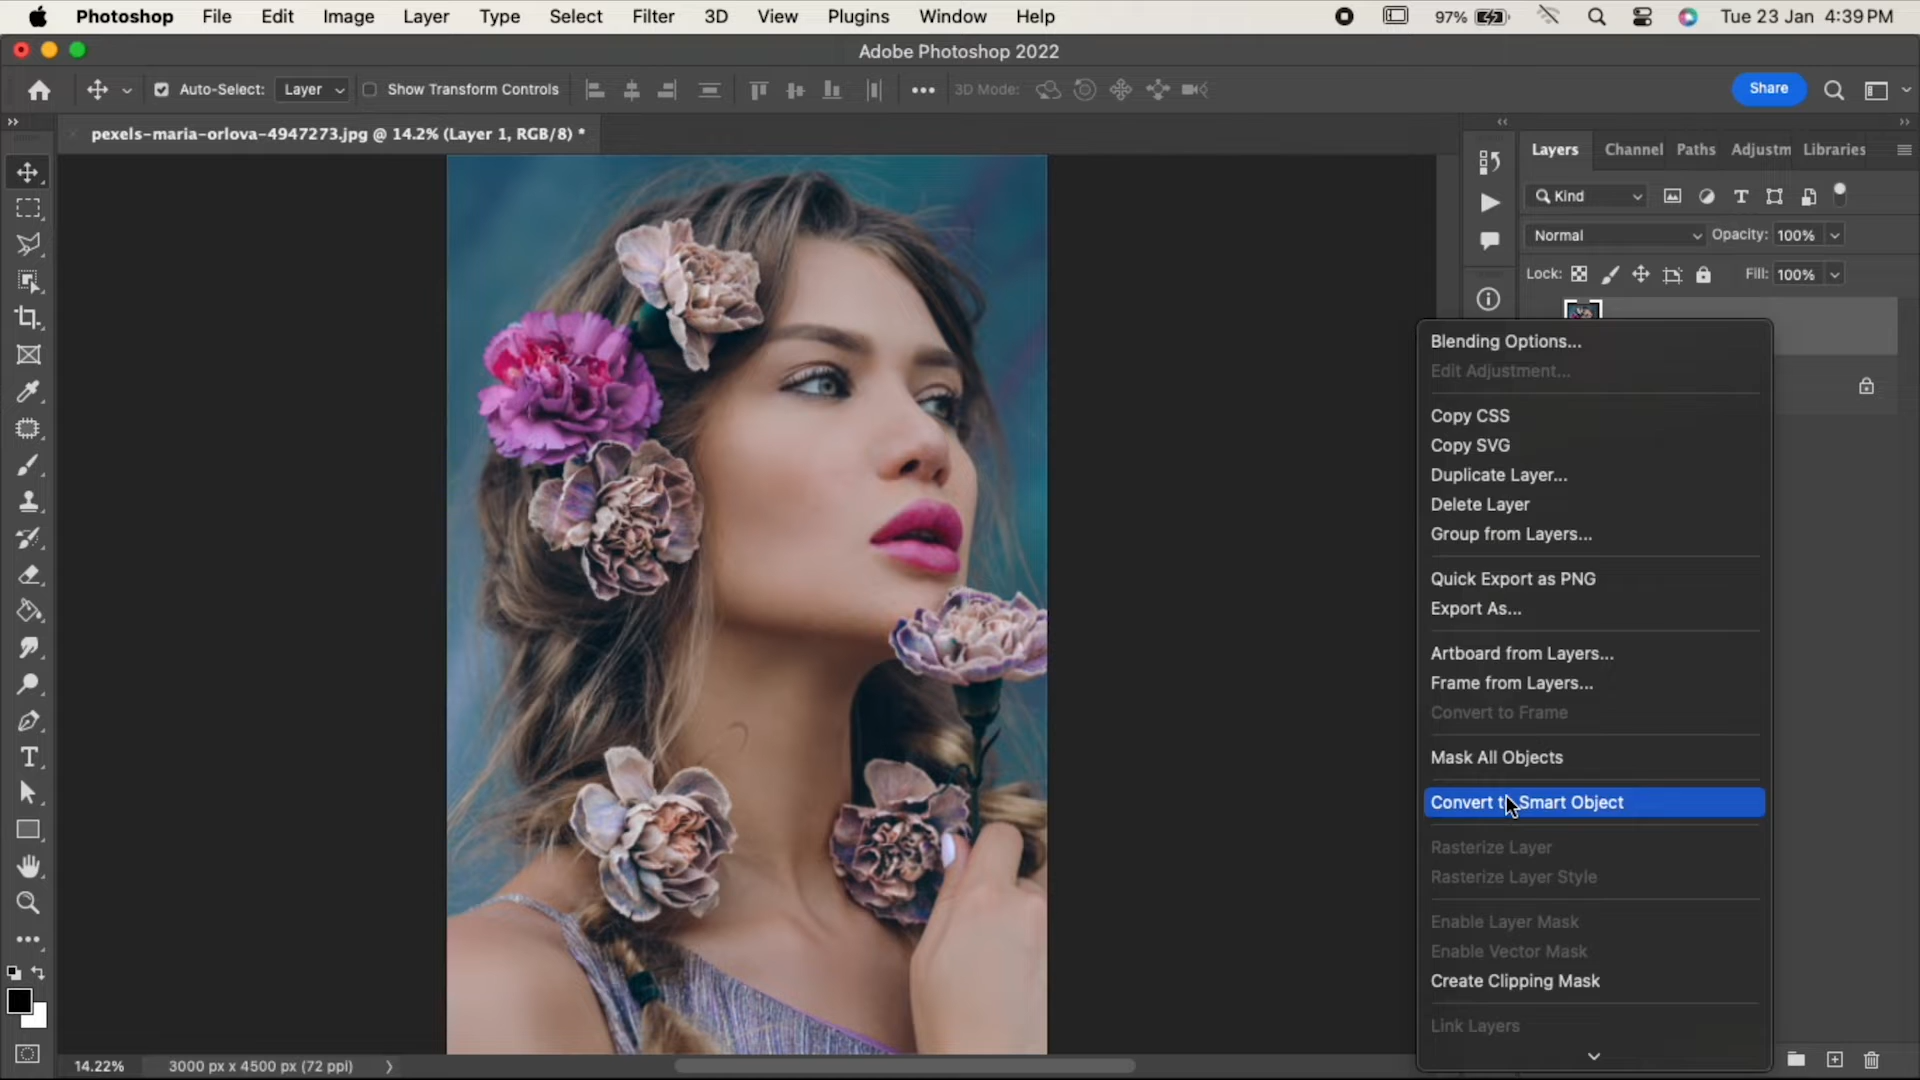 Photoshop File Edit Image Layer Type Select Filter 3D View Plugins Window Help 97% Tue 23 Jan 4:39 PM
Adobe Photoshop 2022
Auto-Select: Layer Show Transform Controls 3D Mode: Share
pexels-maria-orlova-4947273.jpg @ 14.2% (Layer 1, RGB/8) *
Layers Channel Paths Adjustm Libraries
Kind
Normal Opacity: 100%
Lock: Fill: 100%
Blending Options...
Edit Adjustment...
Copy CSS
Copy SVG
Duplicate Layer...
Delete Layer
Group from Layers...
Quick Export as PNG
Export As...
Artboard from Layers...
Frame from Layers...
Convert to Frame
Mask All Objects
Convert t Smart Object
Rasterize Layer
Rasterize Layer Style
Enable Layer Mask
Enable Vector Mask
Create Clipping Mask
Link Layers
14.22% 3000 px x 4500 px (72 ppl)